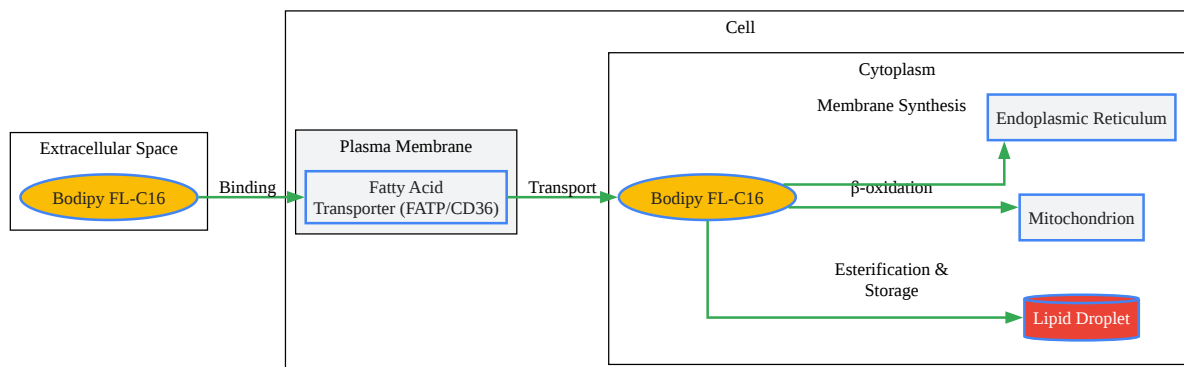 Cell
Cytoplasm
Membrane Synthesis
Endoplasmic Reticulum
Extracellular Space
Plasma Membrane
Bodipy FL-C16
Binding
Fatty Acid
Transporter (FATP/CD36)
Transport
Bodipy FL-C16
β-oxidation
Mitochondrion
Esterification &
Storage
Lipid Droplet